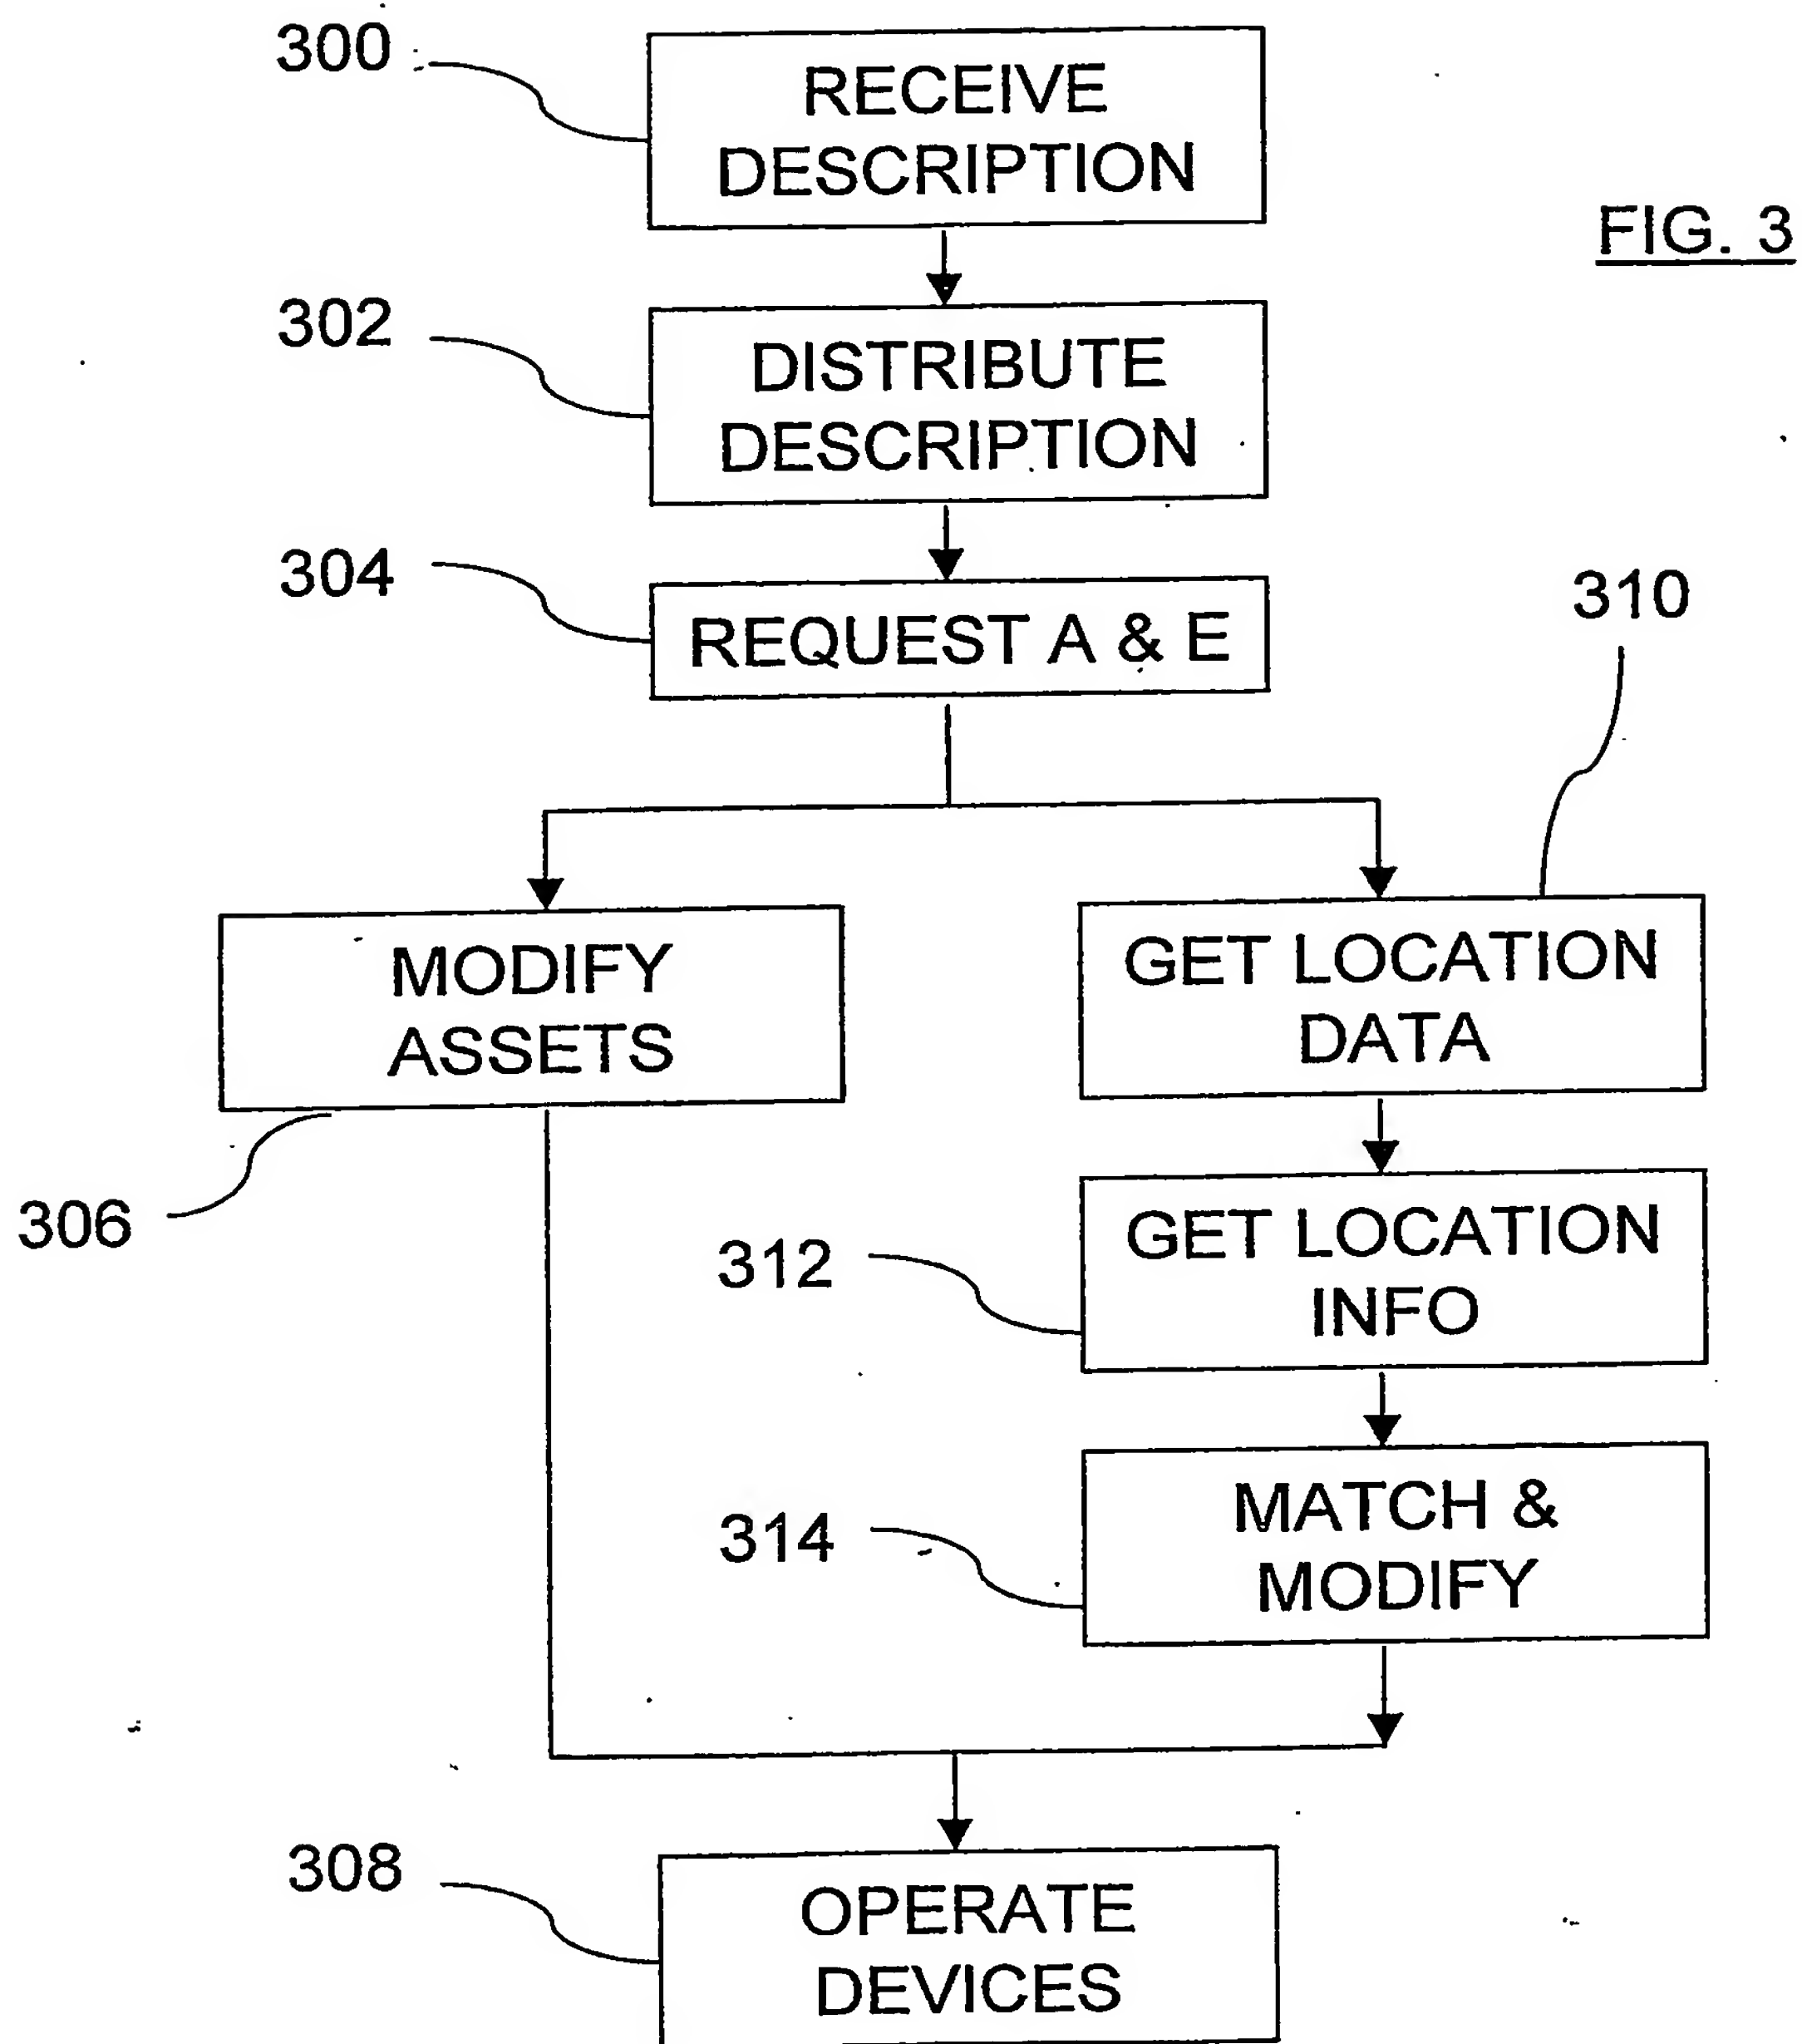 300
RECEIVE
DESCRIPTION
FIG. 3
302
DISTRIBUTE
DESCRIPTION
304
REQUEST A & E
310
MODIFY
ASSETS
GET LOCATION
DATA
306
312
GET LOCATION
INFO
314
MATCH &
MODIFY
308
OPERATE
DEVICES